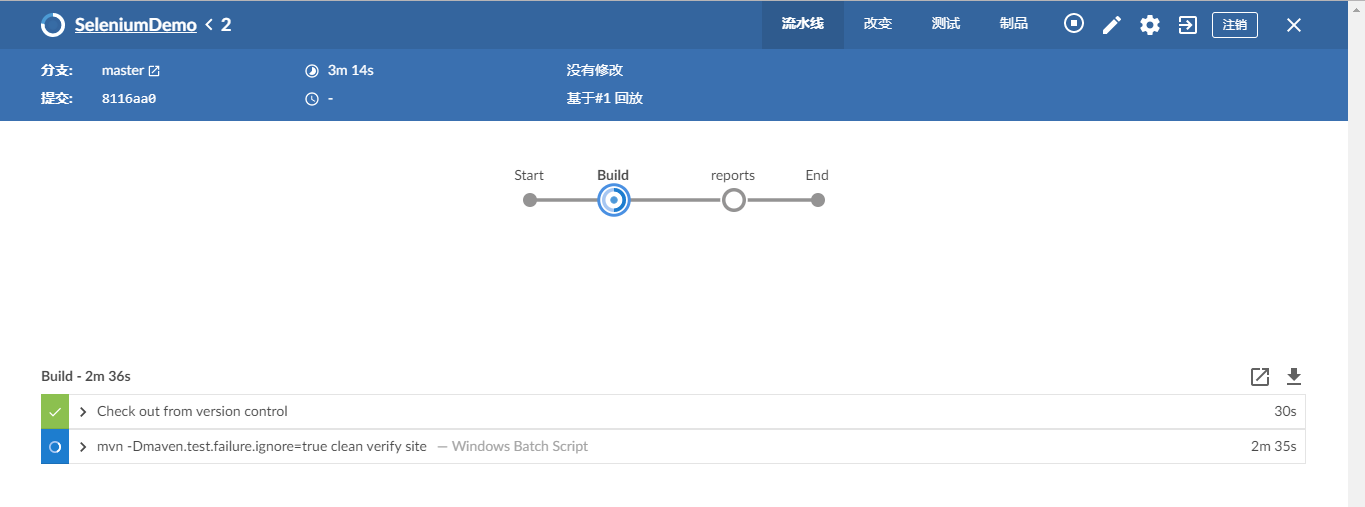 SeleniumDemo < 2 流水线 改变 测试 制品 注销
分支: master 3m 14s 没有修改
提交: 8116aa0 - 基于#1 回放
Start Build reports End
Build - 2m 36s
Check out from version control 30s
mvn -Dmaven.test.failure.ignore=true clean verify site — Windows Batch Script 2m 35s